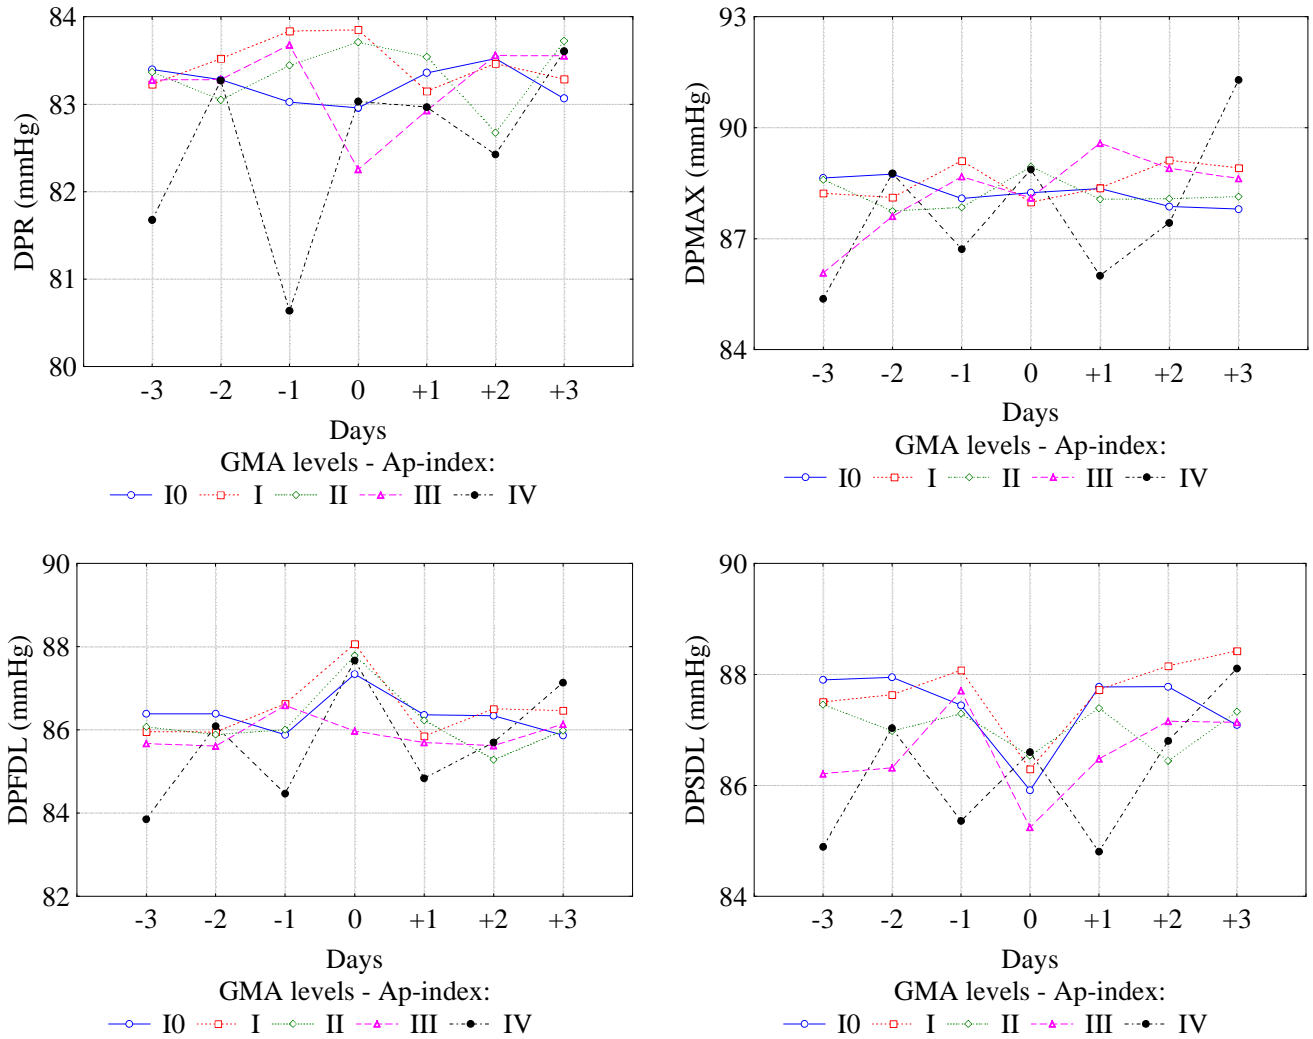 84
83
82
81
80
DPR (mmHg)
-3 -2 -1 0 +1 +2 +3
Days
GMA levels - Ap-index:
I0 I II III IV
93
90
87
84
DPMAX (mmHg)
-3 -2 -1 0 +1 +2 +3
Days
GMA levels - Ap-index:
I0 I II III IV
90
88
86
84
82
DPFDL (mmHg)
-3 -2 -1 0 +1 +2 +3
Days
GMA levels - Ap-index:
I0 I II III IV
90
88
86
84
DPSDL (mmHg)
-3 -2 -1 0 +1 +2 +3
Days
GMA levels - Ap-index:
I0 I II III IV